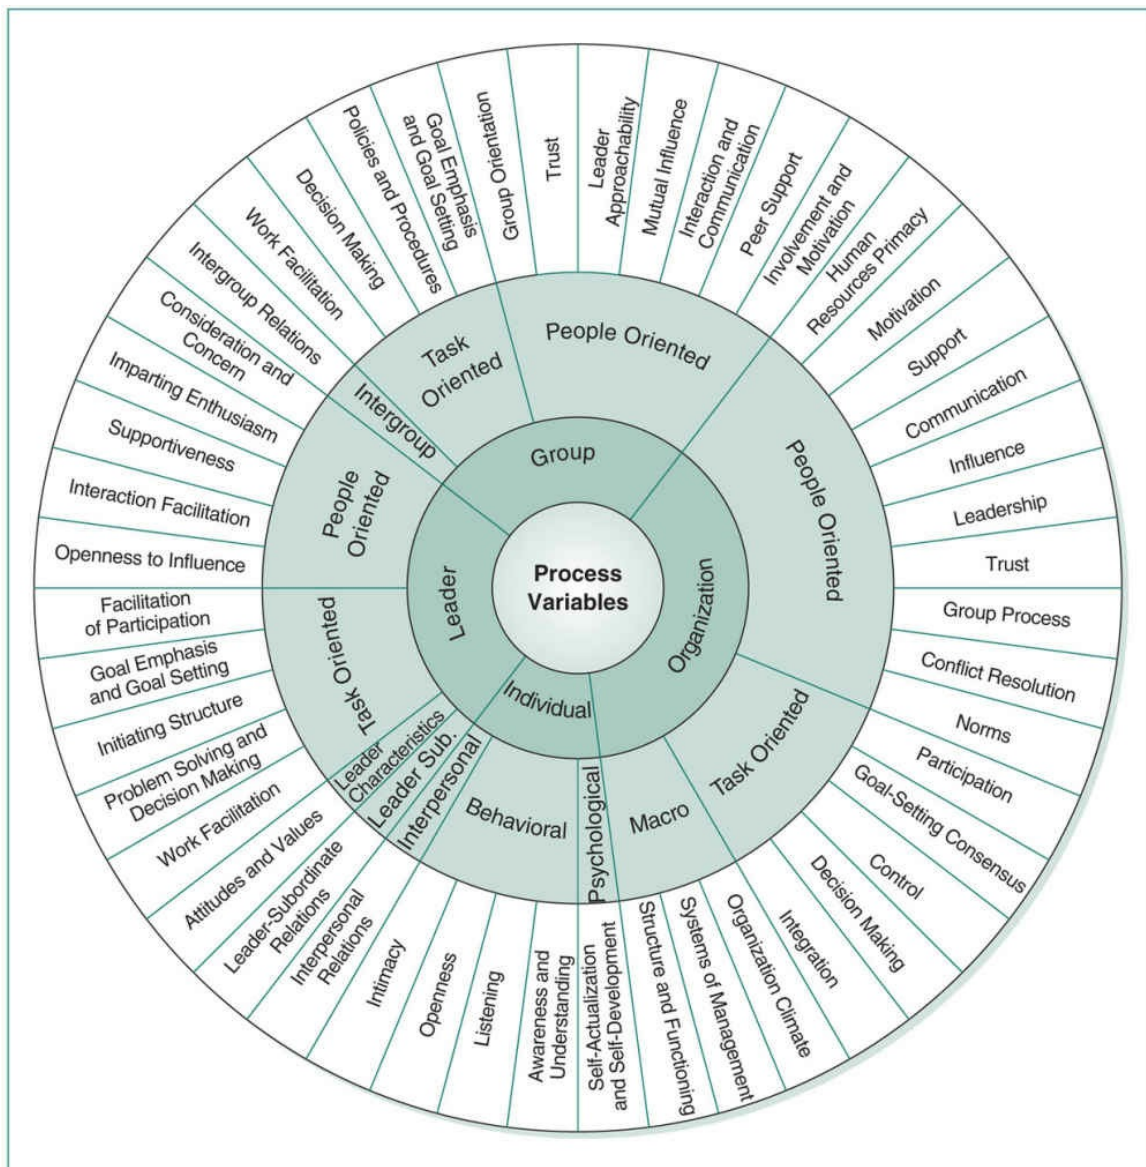 Process
Variables
Group
Organization
Individual
Leader
People Oriented
People Oriented
Task Oriented
Macro
Psychological
Behavioral
Interpersonal
Leader Sub.
Leader
Characteristics
Task Oriented
People
Oriented
Intergroup
Task
Oriented
Leader
Approachability
Mutual Influence
Interaction and
Communication
Peer Support
Involvement and
Motivation
Human
Resources Primacy
Motivation
Support
Communication
Influence
Leadership
Trust
Group Process
Conflict Resolution
Norms
Participation
Goal-Setting Consensus
Control
Decision Making
Integration
Organization Climate
Systems of Management
Structure and Functioning
Self-Actualization
and Self-Development
Awareness and
Understanding
Listening
Openness
Intimacy
Interpersonal
Relations
Leader-Subordinate
Relations
Attitudes and Values
Work Facilitation
Problem Solving and
Decision Making
Initiating Structure
Goal Emphasis
and Goal Setting
Facilitation
of Participation
Openness to Influence
Interaction Facilitation
Supportiveness
Imparting Enthusiasm
Consideration and
Concern
Intergroup Relations
Work Facilitation
Decision Making
Policies and Procedures
Goal Emphasis
and Goal Setting
Group Orientation
Trust